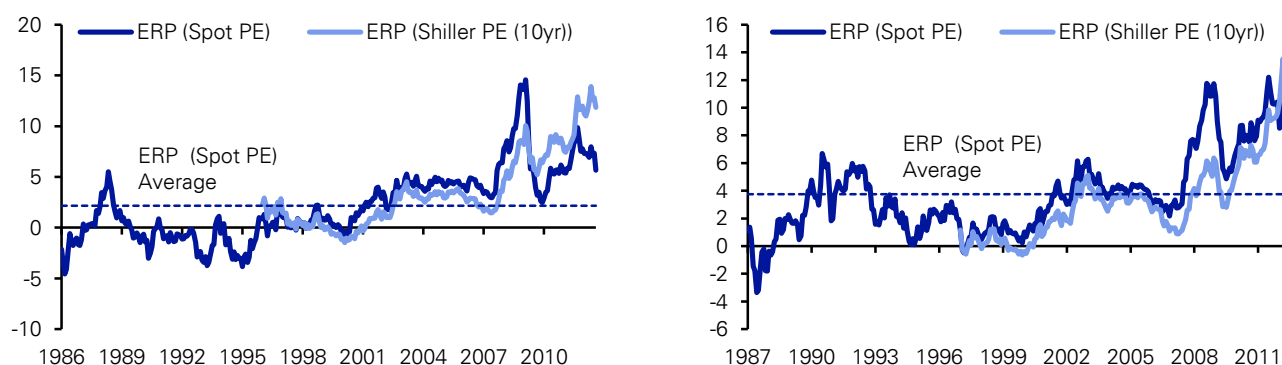 ERP (Spot PE)
ERP (Shiller PE (10yr))
20
15
10
5
0
-5
-10
ERP (Spot PE)
Average
1986 1989 1992 1995 1998 2001 2004 2007 2010
ERP (Spot PE)
ERP (Shiller PE (10yr))
16
14
12
10
8
6
4
2
0
-2
-4
-6
ERP (Spot PE)
Average
1987 1990 1993 1996 1999 2002 2005 2008 2011